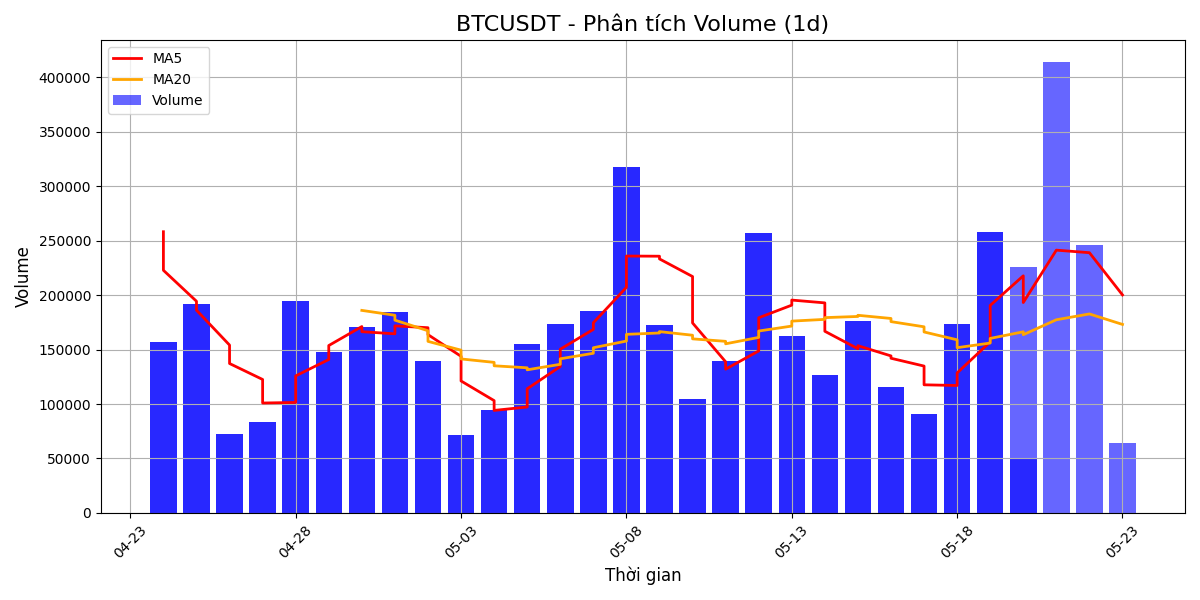 BTCUSDT - Phân tích Volume (1d)
MA5
MA20
Volume
Volume
400000
350000
300000
250000
200000
150000
100000
50000
0
04-23
04-28
05-03
05-08
05-13
05-18
05-23
Thời gian